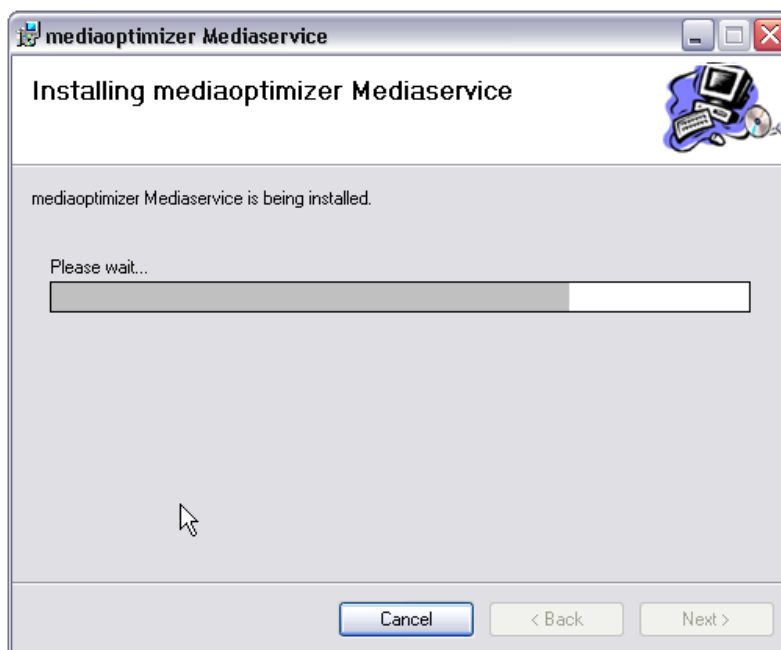 mediaoptimizer Mediaservice
Installing mediaoptimizer Mediaservice
mediaoptimizer Mediaservice is being installed.
Please wait...
Cancel
< Back
Next >